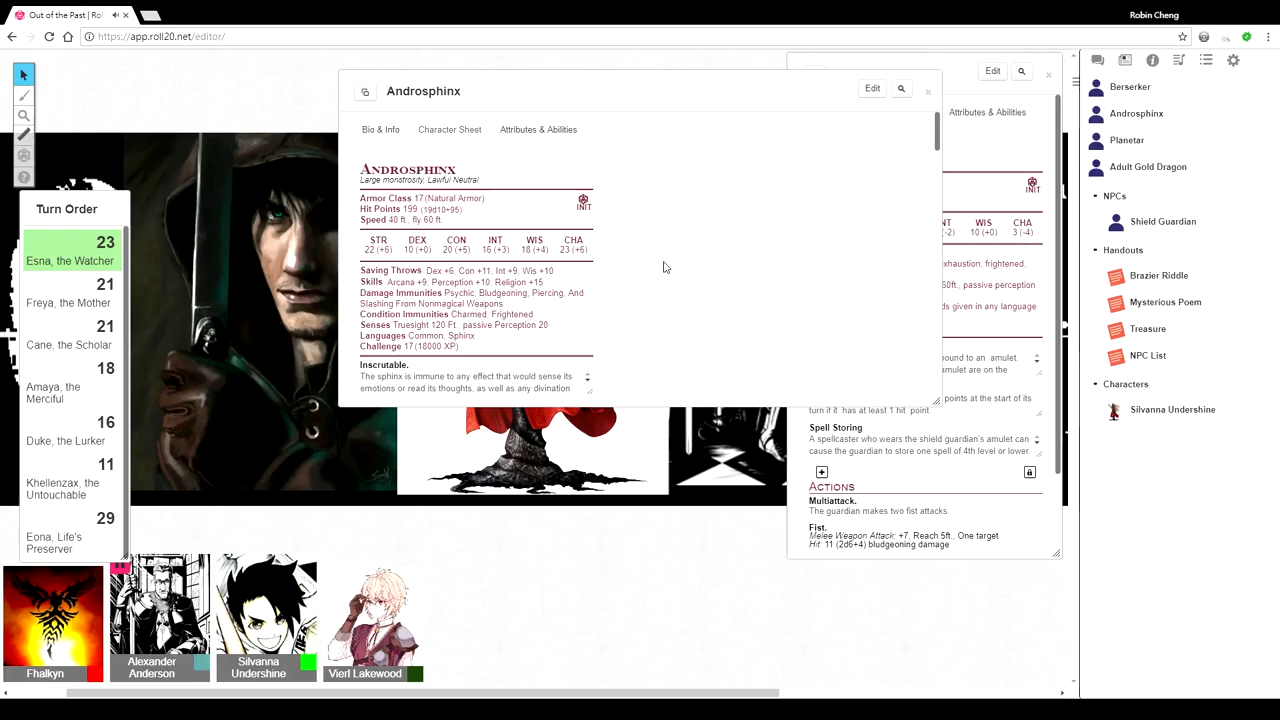 Out of the Past | Rol
Robin Cheng
https://app.roll20.net/editor/
Turn Order
23
Esna, the Watcher
21
Freya, the Mother
21
Cane, the Scholar
18
Amaya, the
Merciful
16
Duke, the Lurker
11
Khellenzax, the
Untouchable
29
Eona, Life's
Preserver
Androsphinx
Edit
Bio & Info
Character Sheet
Attributes & Abilities
ANDROSPHINX
Large monstrosity, Lawful Neutral
Armor Class 17 (Natural Armor)
Hit Points 199 (19d10+95)
Speed 40 ft., fly 60 ft.
INIT
STR DEX CON INT WIS CHA
22 (+6) 10 (+0) 20 (+5) 16 (+3) 18 (+4) 23 (+6)
Saving Throws Dex +6, Con +11, Int +9, Wis +10
Skills Arcana +9, Perception +10, Religion +15
Damage Immunities Psychic; Bludgeoning, Piercing, And
Slashing From Nonmagical Weapons
Condition Immunities Charmed, Frightened
Senses Truesight 120 Ft., passive Perception 20
Languages Common, Sphinx
Challenge 17 (18000 XP)
Inscrutable.
The sphinx is immune to any effect that would sense its
emotions or read its thoughts, as well as any divination
Edit
Attributes & Abilities
INIT
NT WIS CHA
(-2) 10 (+0) 3 (-4)
exhaustion, frightened,
60ft., passive perception
ds given in any language
ound to an amulet.
amulet are on the
points at the start of its
turn if it has at least 1 hit point
Spell Storing
A spellcaster who wears the shield guardian's amulet can
cause the guardian to store one spell of 4th level or lower
ACTIONS
Multiattack.
The guardian makes two fist attacks.
Fist.
Melee Weapon Attack: +7, Reach 5ft., One target
Hit: 11 (2d6+4) bludgeoning damage
Berserker
Androsphinx
Planetar
Adult Gold Dragon
NPCs
Shield Guardian
Handouts
Brazier Riddle
Mysterious Poem
Treasure
NPC List
Characters
Silvanna Undershine
Fhalkyn
Alexander
Anderson
Silvanna
Undershine
Vierl Lakewood